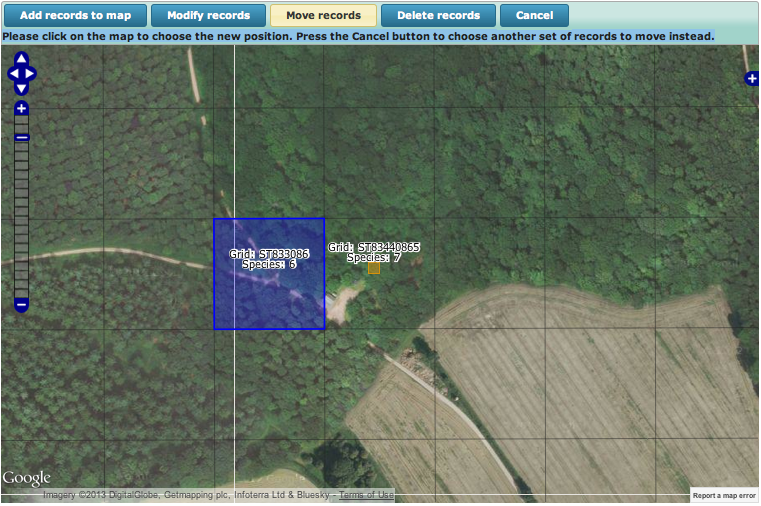 Add records to map Modify records Move records Delete records Cancel
Please click on the map to choose the new position. Press the Cancel button to choose another set of records to move instead.
Grid: ST83440865
Species: 7
Grid: ST833086
Species: 6
Google
Imagery ©2013 DigitalGlobe, Getmapping plc, Infoterra Ltd & Bluesky - Terms of Use
Report a map error